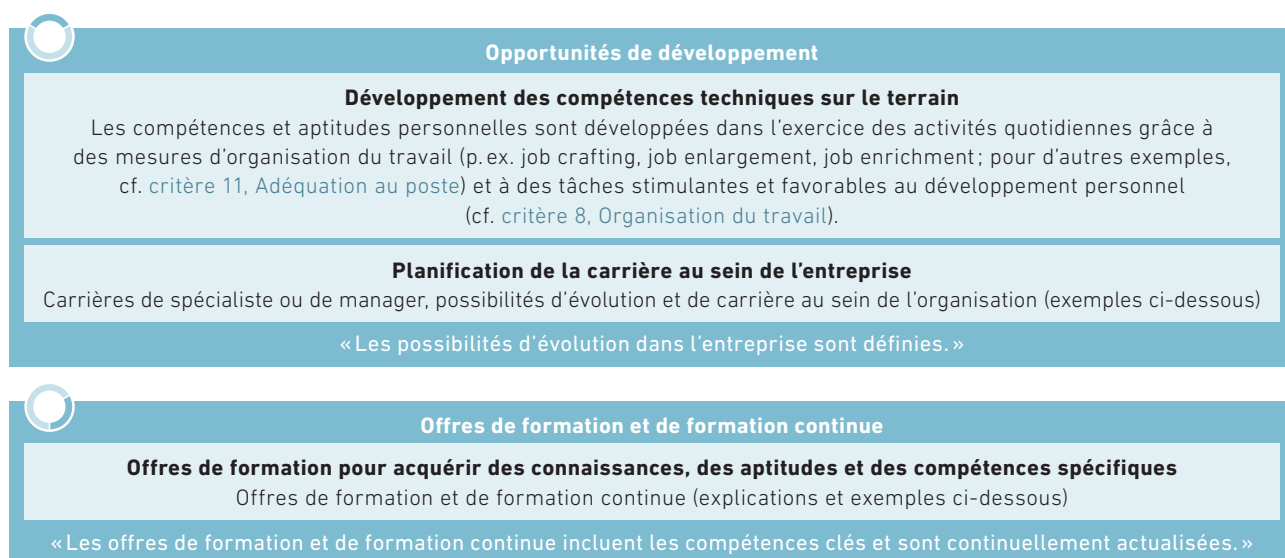 Opportunités de développement
Développement des compétences techniques sur le terrain
Les compétences et aptitudes personnelles sont développées dans l’exercice des activités quotidiennes grâce à
des mesures d’organisation du travail (p. ex. job crafting, job enlargement, job enrichment ; pour d’autres exemples,
cf. critère 11, Adéquation au poste) et à des tâches stimulantes et favorables au développement personnel
(cf. critère 8, Organisation du travail).
Planification de la carrière au sein de l’entreprise
Carrières de spécialiste ou de manager, possibilités d’évolution et de carrière au sein de l’organisation (exemples ci-dessous)
« Les possibilités d’évolution dans l’entreprise sont définies. »
Offres de formation et de formation continue
Offres de formation pour acquérir des connaissances, des aptitudes et des compétences spécifiques
Offres de formation et de formation continue (explications et exemples ci-dessous)
« Les offres de formation et de formation continue incluent les compétences clés et sont continuellement actualisées. »